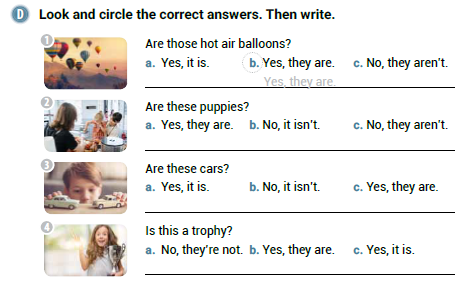 D Look and circle the correct answers. Then write.
1 Are those hot air balloons?
a. Yes, it is. b. Yes, they are. c. No, they aren't.
Yes, they are.
2 Are these puppies?
a. Yes, they are. b. No, it isn't. c. No, they aren't.
3 Are these cars?
a. Yes, it is. b. No, it isn't. c. Yes, they are.
4 Is this a trophy?
a. No, they're not. b. Yes, they are. c. Yes, it is.